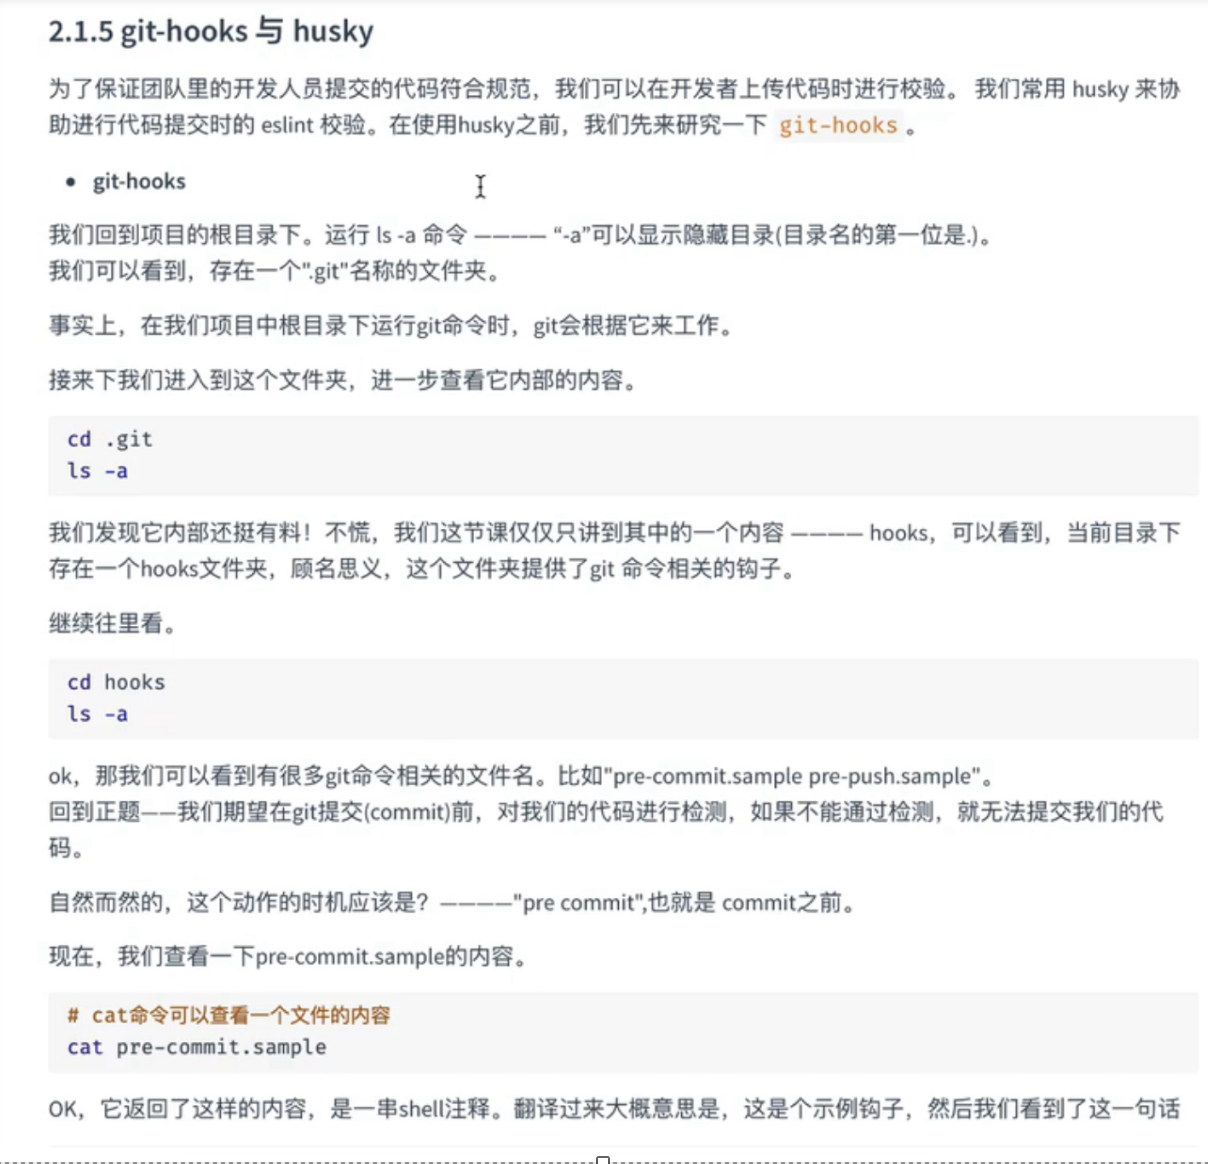 2.1.5 git-hooks 与 husky
为了保证团队里的开发人员提交的代码符合规范，我们可以在开发者上传代码时进行校验。 我们常用 husky 来协
助进行代码提交时的 eslint 校验。在使用husky之前，我们先来研究一下 git-hooks 。
• git-hooks
我们回到项目的根目录下。运行 ls -a 命令 ———— “-a”可以显示隐藏目录(目录名的第一位是.)。
我们可以看到，存在一个".git"名称的文件夹。
事实上，在我们项目中根目录下运行git命令时，git会根据它来工作。
接来下我们进入到这个文件夹，进一步查看它内部的内容。
cd .git
ls -a
我们发现它内部还挺有料！不慌，我们这节课仅仅只讲到其中的一个内容 ———— hooks，可以看到，当前目录下
存在一个hooks文件夹，顾名思义，这个文件夹提供了git 命令相关的钩子。
继续往里看。
cd hooks
ls -a
ok，那我们可以看到有很多git命令相关的文件名。比如"pre-commit.sample pre-push.sample"。
回到正题——我们期望在git提交(commit)前，对我们的代码进行检测，如果不能通过检测，就无法提交我们的代
码。
自然而然的，这个动作的时机应该是？————"pre commit",也就是 commit之前。
现在，我们查看一下pre-commit.sample的内容。
# cat命令可以查看一个文件的内容
cat pre-commit.sample
OK，它返回了这样的内容，是一串shell注释。翻译过来大概意思是，这是个示例钩子，然后我们看到了这一句话